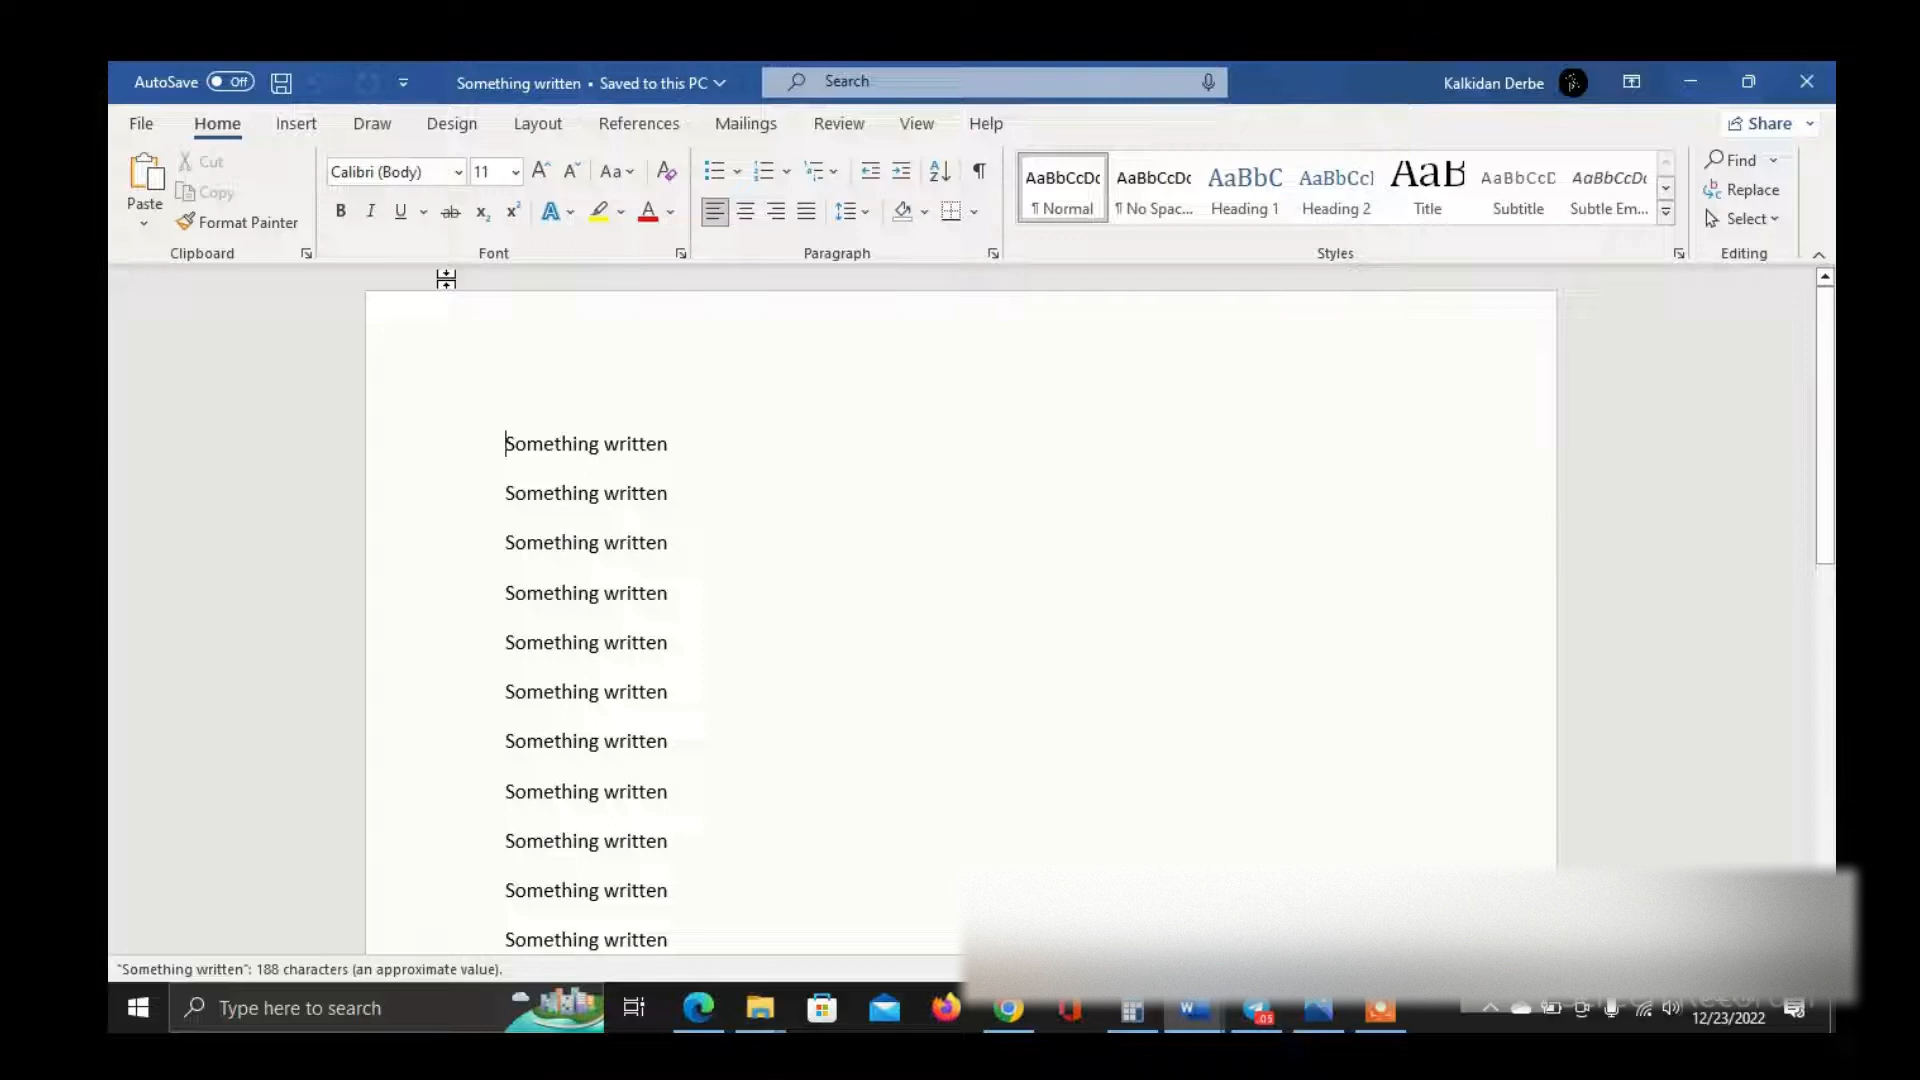 AutoSave Off Something written • Saved to this PC Search Kalkidan Derbe
File Home Insert Draw Design Layout References Mailings Review View Help Share
Paste Cut Copy Format Painter
Calibri (Body) 11
AaBbCcDc AaBbCcDc AaBbC AaBbCcI AaB AaBbCcD AaBbCcDc
¶ Normal ¶ No Spac... Heading 1 Heading 2 Title Subtitle Subtle Em...
Find
Replace
Select
Clipboard Font Paragraph Styles Editing
Something written
Something written
Something written
Something written
Something written
Something written
Something written
Something written
Something written
Something written
Something written
"Something written": 188 characters (an approximate value).
Type here to search
.05
12/23/2022